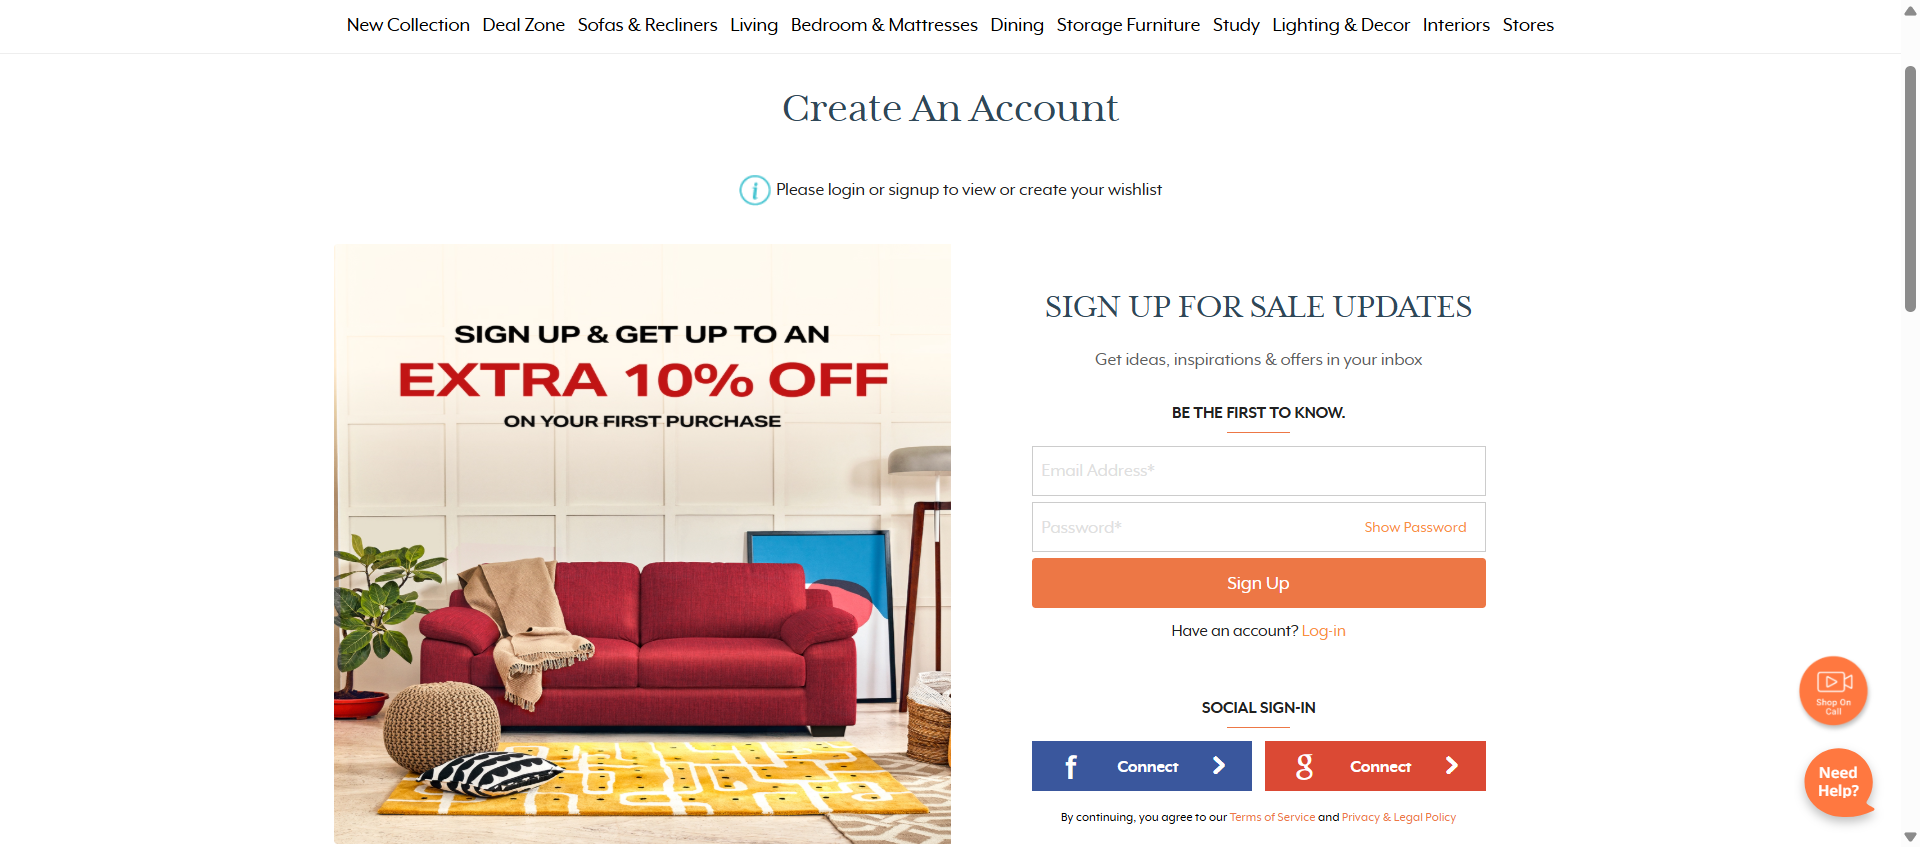 New Collection Deal Zone Sofas & Recliners Living Bedroom & Mattresses Dining Storage Furniture Study Lighting & Decor Interiors Stores
Create An Account
i Please login or signup to view or create your wishlist
SIGN UP & GET UP TO AN
EXTRA 10% OFF
ON YOUR FIRST PURCHASE
SIGN UP FOR SALE UPDATES
Get ideas, inspirations & offers in your inbox
BE THE FIRST TO KNOW.
Email Address*
Password* Show Password
Sign Up
Have an account? Log-in
SOCIAL SIGN-IN
f Connect g Connect
By continuing, you agree to our Terms of Service and Privacy & Legal Policy
Shop On
Call
Need
Help?